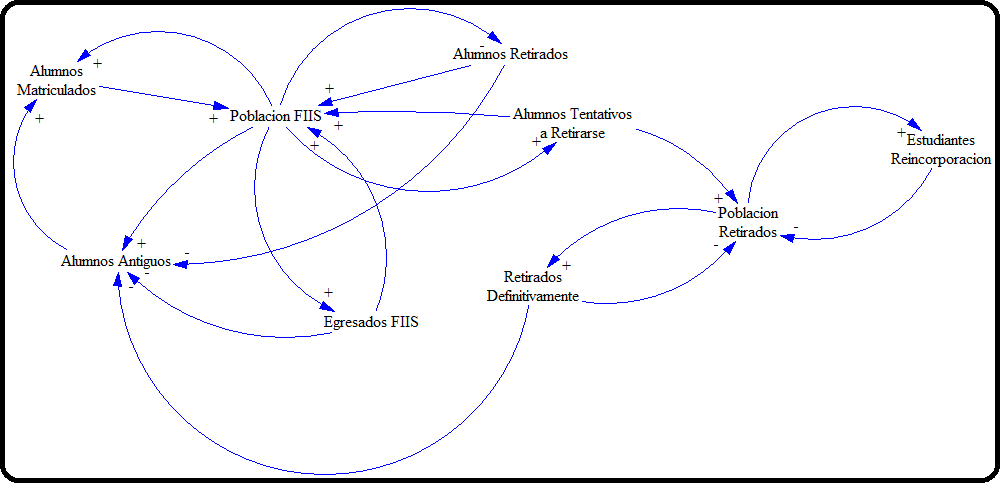 Alumnos
Matriculados
+
+
+
Poblacion FIIS
-
Alumnos Retirados
+
+
+
Alumnos Tentativos
a Retirarse
+
+
Estudiantes
Reincorporacion
+
Poblacion
Retirados
-
-
+
Alumnos Antiguos
-
-
-
+
Retirados
Definitivamente
+
Egresados FIIS